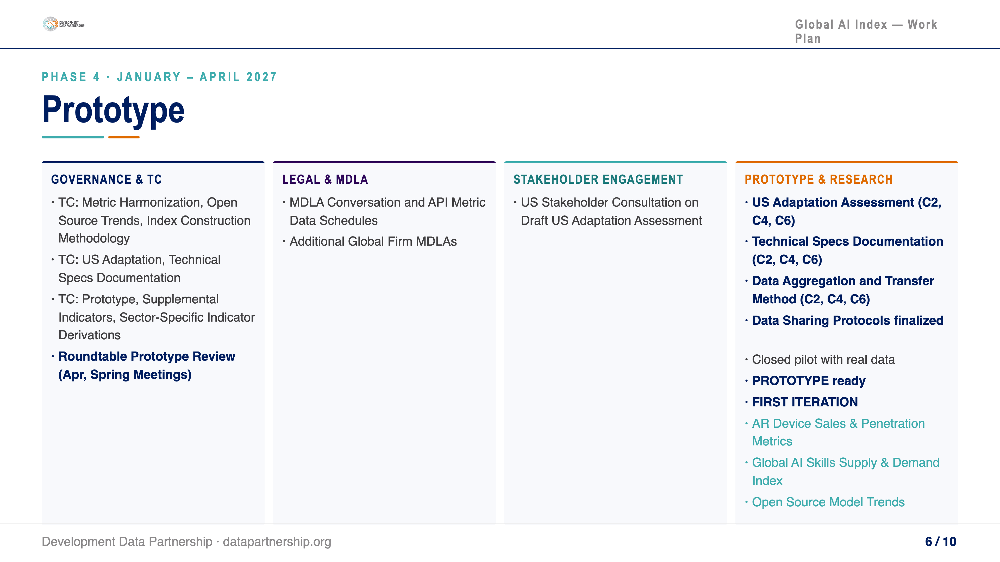 DEVELOPMENT
DATA PARTNERSHIP
Global AI Index — Work
Plan
PHASE 4 · JANUARY – APRIL 2027
Prototype
GOVERNANCE & TC
· TC: Metric Harmonization, Open
Source Trends, Index Construction
Methodology
· TC: US Adaptation, Technical
Specs Documentation
· TC: Prototype, Supplemental
Indicators, Sector-Specific Indicator
Derivations
· Roundtable Prototype Review
(Apr, Spring Meetings)
LEGAL & MDLA
· MDLA Conversation and API Metric
Data Schedules
· Additional Global Firm MDLAs
STAKEHOLDER ENGAGEMENT
· US Stakeholder Consultation on
Draft US Adaptation Assessment
PROTOTYPE & RESEARCH
· US Adaptation Assessment (C2,
C4, C6)
· Technical Specs Documentation
(C2, C4, C6)
· Data Aggregation and Transfer
Method (C2, C4, C6)
· Data Sharing Protocols finalized
· Closed pilot with real data
· PROTOTYPE ready
· FIRST ITERATION
· AR Device Sales & Penetration
Metrics
· Global AI Skills Supply & Demand
Index
· Open Source Model Trends
Development Data Partnership · datapartnership.org
6 / 10